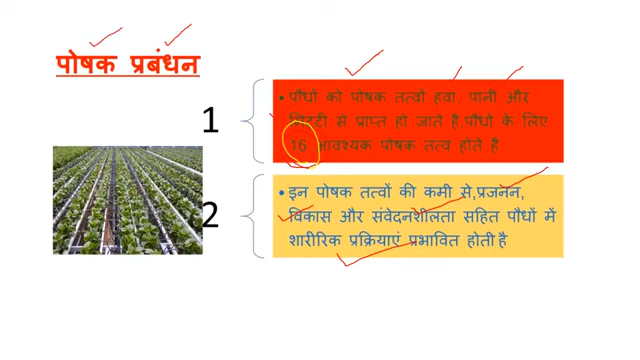 पोषक प्रबंधन
1
• पौधो को पोषक तत्वों हवा, पानी और
मिटटी से प्राप्त हो जाते है पौधों के लिए
16 आवश्यक पोषक तत्व होते है
2
• इन पोषक तत्वों की कमी से,प्रजनन,
विकास और संवेदनशीलता सहित पौधों में
शारीरिक प्रक्रियाएं प्रभावित होती है